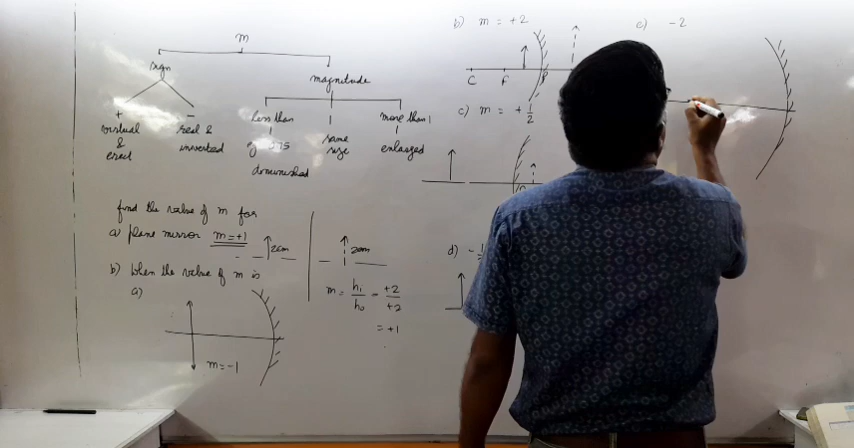 m
sign
magnitude
+
virtual
&
erect
-
real &
inverted
less than
diminished
1
same
size
more than 1
enlarged
find the value of m for
a) plane mirror m=+1
2cm
2cm
m = h₁/h₀ = +2/+2
= +1
b) When the value of m is
a)
m=-1
b) m = +2
C F P
c) m = +1/2
d) -
e) -2